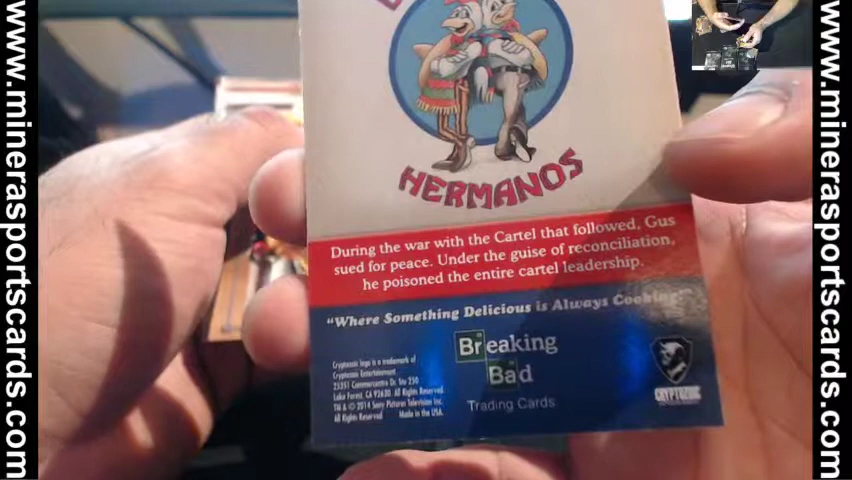 www.minerasportscards.com
HERMANOS
During the war with the Cartel that followed, Gus
sued for peace. Under the guise of reconciliation,
he poisoned the entire cartel leadership.
"Where Something Delicious is Always Cooking"
Breaking
Bad
Trading Cards
Cryptozoic logo is a trademark of
Cryptozoic Entertainment.
25351 Commercentre Dr. Ste 250
Lake Forest, CA 92630. All Rights Reserved.
TM & © 2014 Sony Pictures Television Inc.
All Rights Reserved. Made in the USA.
CRYPTOZOIC
www.minerasportscards.com